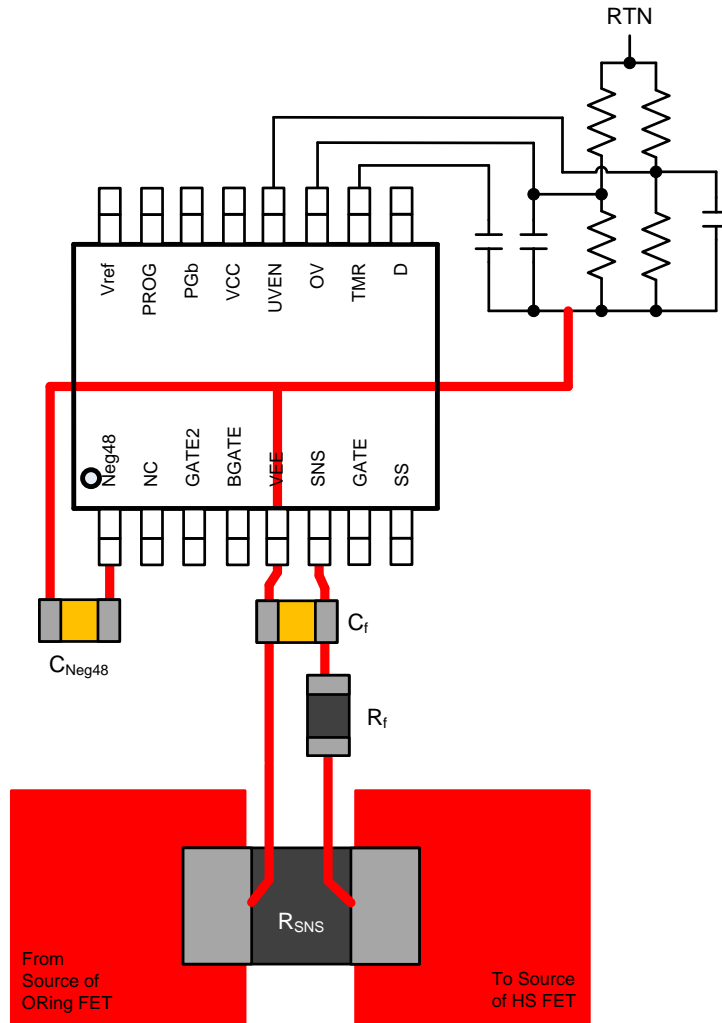 RTN
Vref
PROG
PGb
VCC
UVEN
OV
TMR
D
Neg48
NC
GATE2
BGATE
VEE
SNS
GATE
SS
CNeg48
Cf
Rf
RSNS
From
Source of
ORing FET
To Source
of HS FET